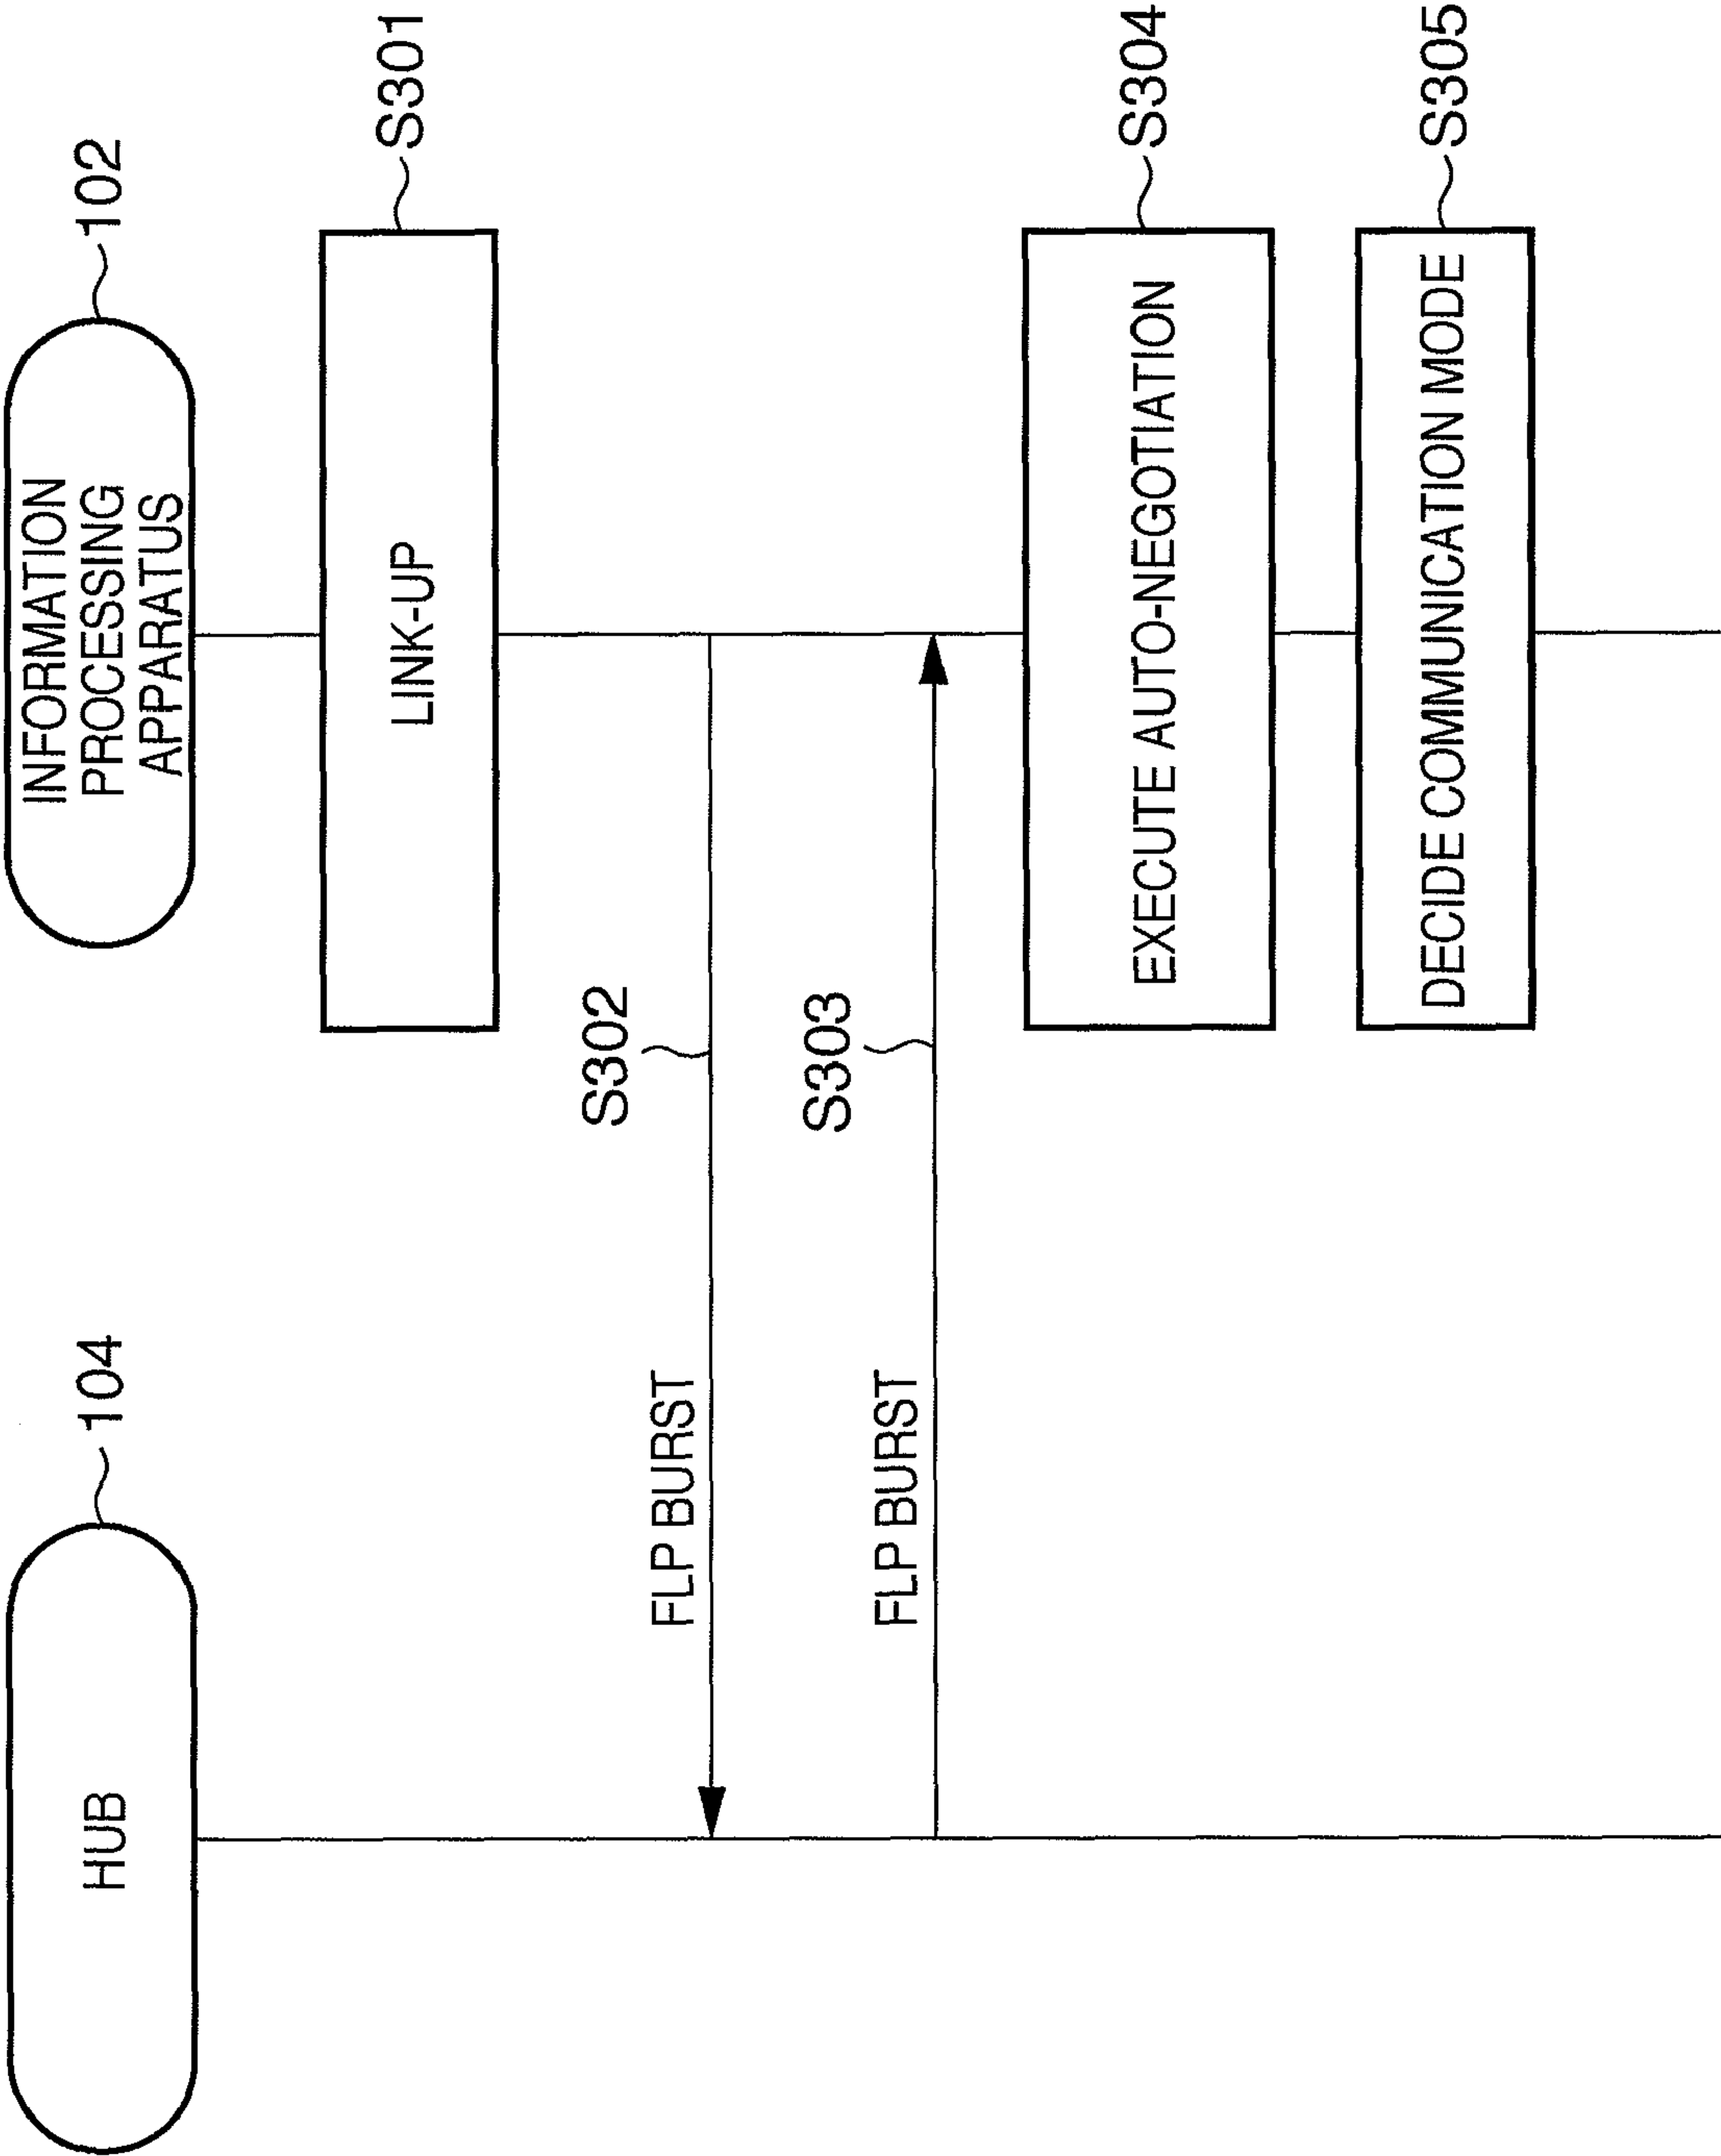 HUB
104
INFORMATION
PROCESSING
APPARATUS
102
LINK-UP
S301
FLP BURST
S302
FLP BURST
S303
EXECUTE AUTO-NEGOTIATION
S304
DECIDE COMMUNICATION MODE
S305